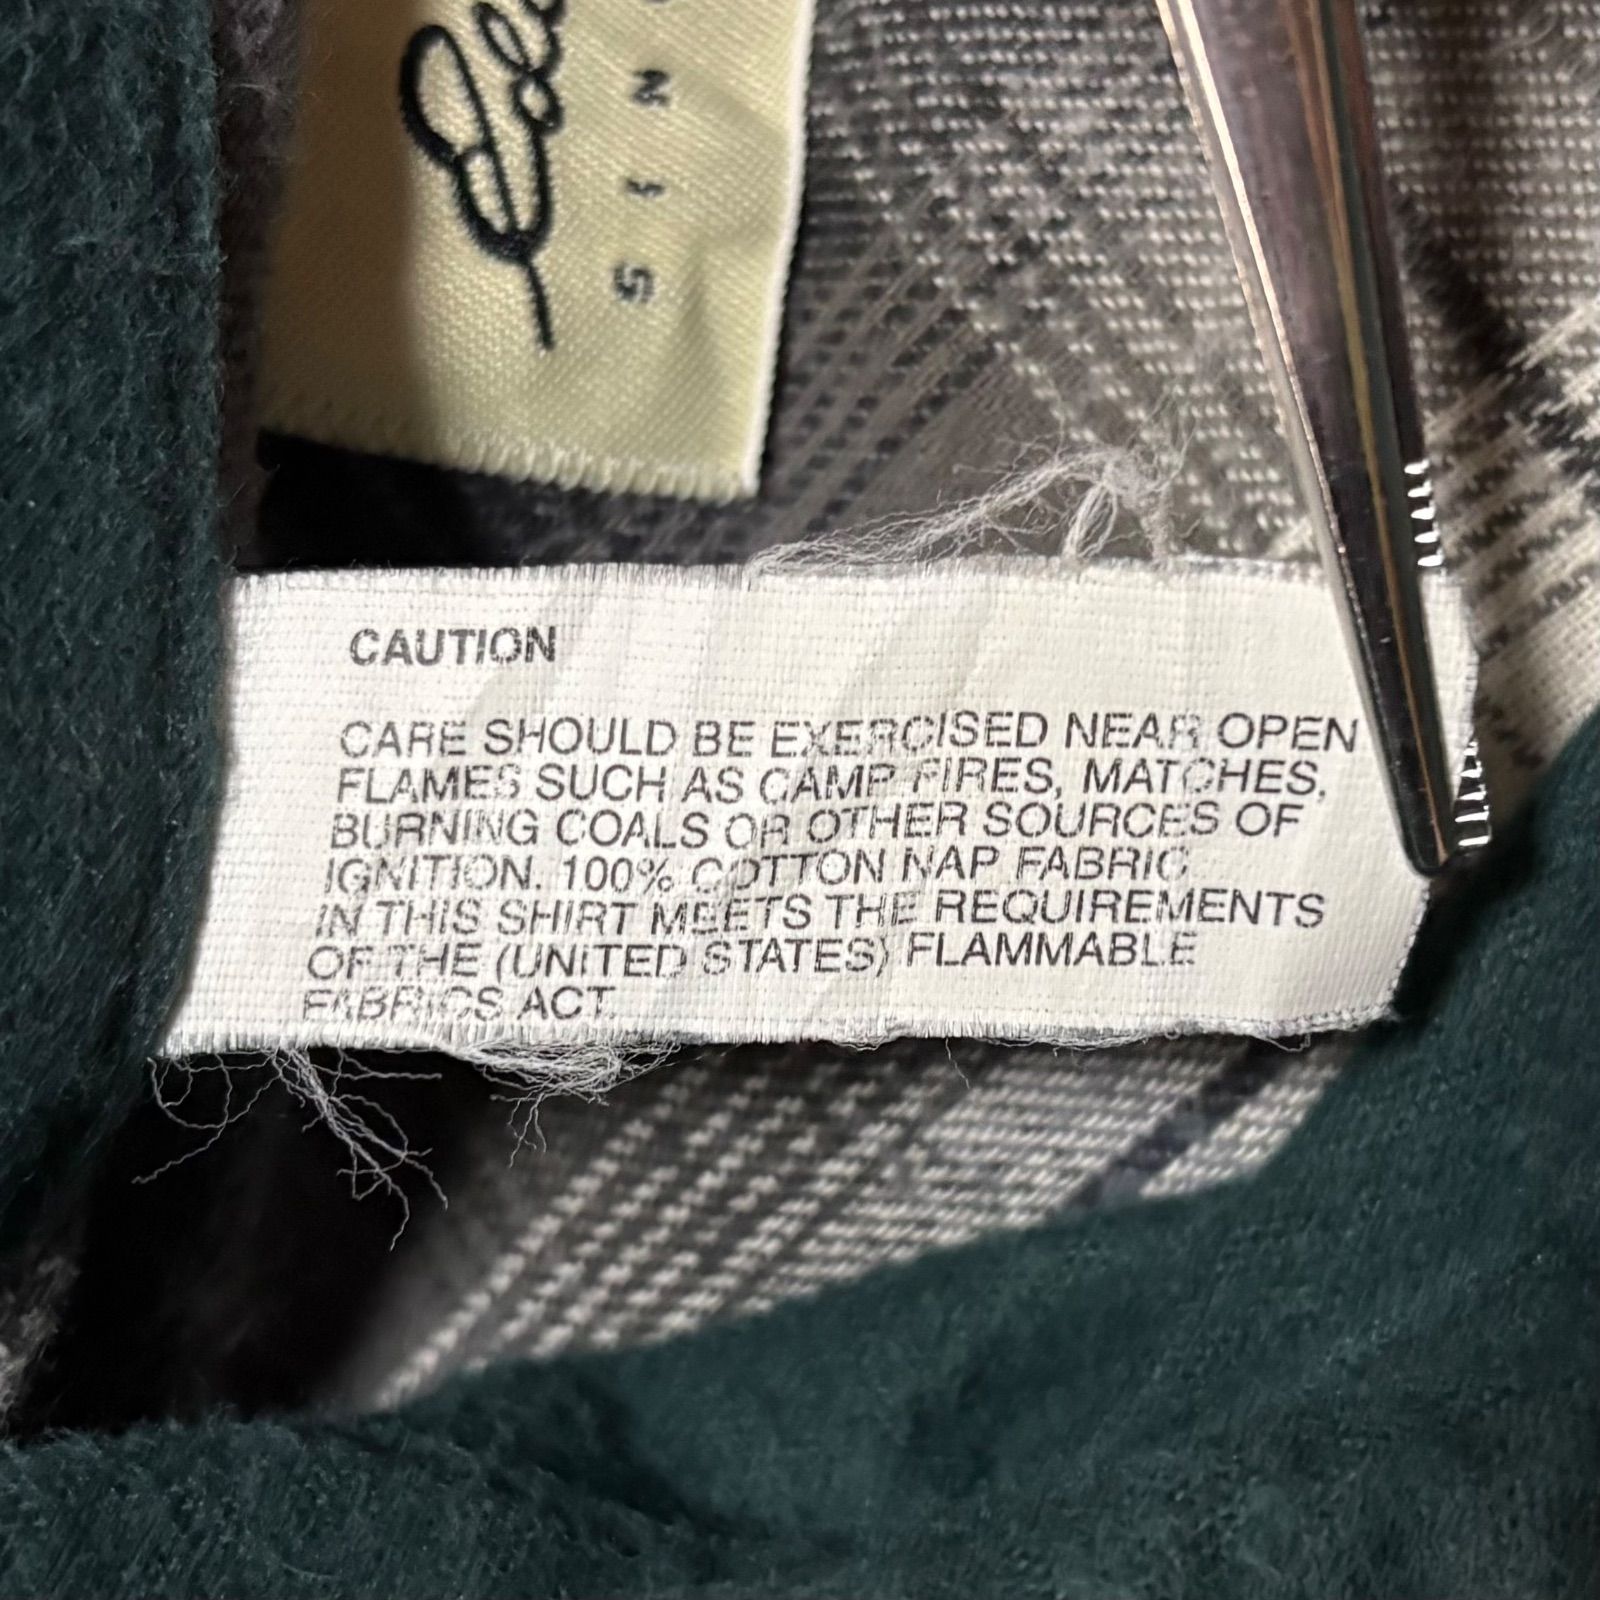 SINC
CAUTION
CARE SHOULD BE EXERCISED NEAR OPEN
FLAMES SUCH AS CAMP FIRES, MATCHES,
BURNING COALS OR OTHER SOURCES OF
IGNITION. 100% COTTON NAP FABRIC
IN THIS SHIRT MEETS THE REQUIREMENTS
OF THE (UNITED STATES) FLAMMABLE
FABRICS ACT.